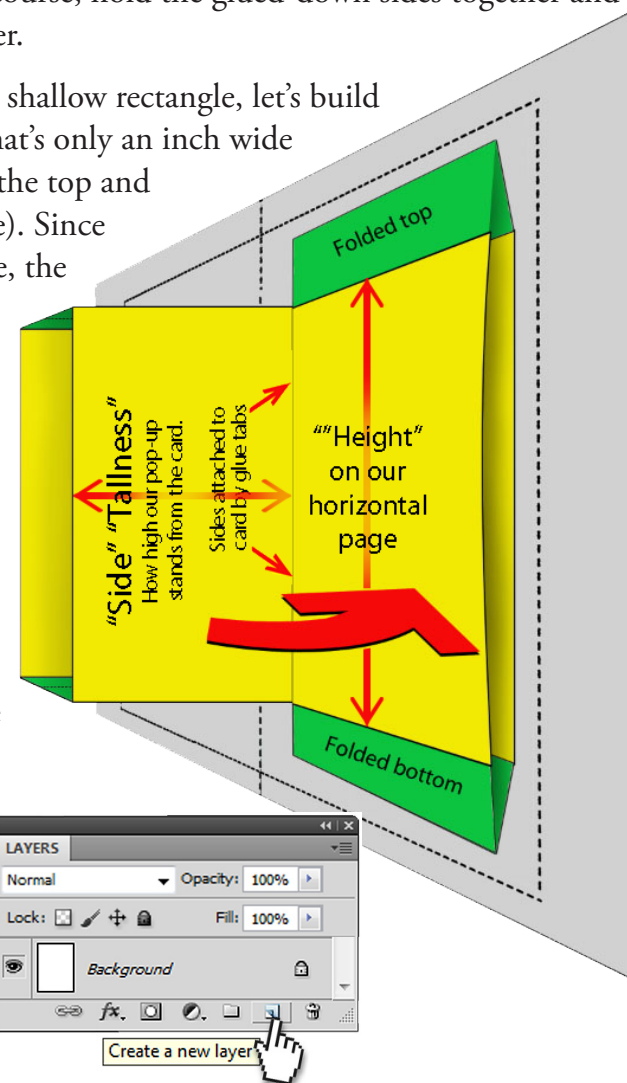 course, hold the glued-down sides together and
er.
shallow rectangle, let's build
hat's only an inch wide
the top and
e). Since
e, the
Folded top
"Side" "Tallness"
How high our pop-up
stands from the card.
Sides attached to
card by glue tabs
""Height"
on our
horizontal
page
Folded bottom
LAYERS
Normal Opacity: 100%
Lock: Fill: 100%
Background
fx.
Create a new layer